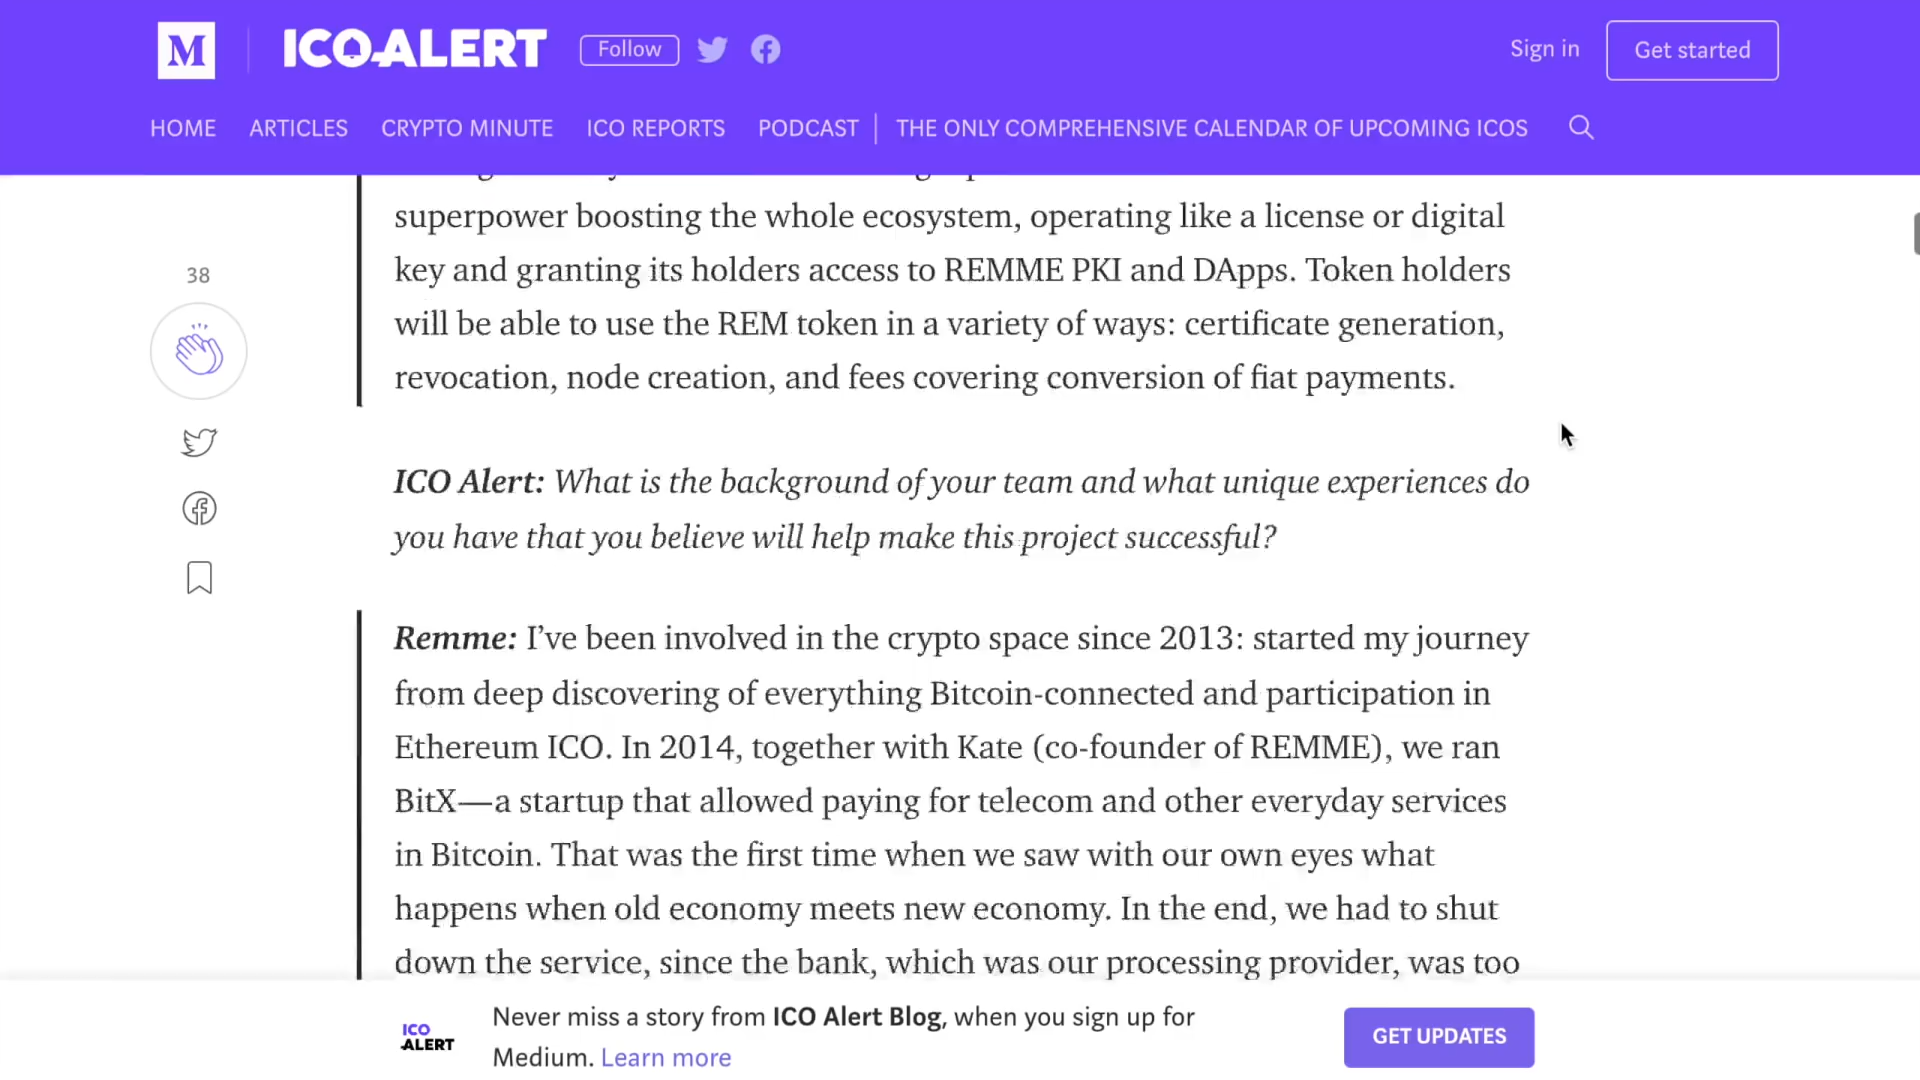 M
ICO ALERT
Follow
Sign in
Get started
HOME
ARTICLES
CRYPTO MINUTE
ICO REPORTS
PODCAST
THE ONLY COMPREHENSIVE CALENDAR OF UPCOMING ICOS
superpower boosting the whole ecosystem, operating like a license or digital
key and granting its holders access to REMME PKI and DApps. Token holders
will be able to use the REM token in a variety of ways: certificate generation,
revocation, node creation, and fees covering conversion of fiat payments.
38
ICO Alert: What is the background of your team and what unique experiences do
you have that you believe will help make this project successful?
Remme: I’ve been involved in the crypto space since 2013: started my journey
from deep discovering of everything Bitcoin-connected and participation in
Ethereum ICO. In 2014, together with Kate (co-founder of REMME), we ran
BitX—a startup that allowed paying for telecom and other everyday services
in Bitcoin. That was the first time when we saw with our own eyes what
happens when old economy meets new economy. In the end, we had to shut
down the service, since the bank, which was our processing provider, was too
ICO
ALERT
Never miss a story from ICO Alert Blog, when you sign up for
Medium. Learn more
GET UPDATES